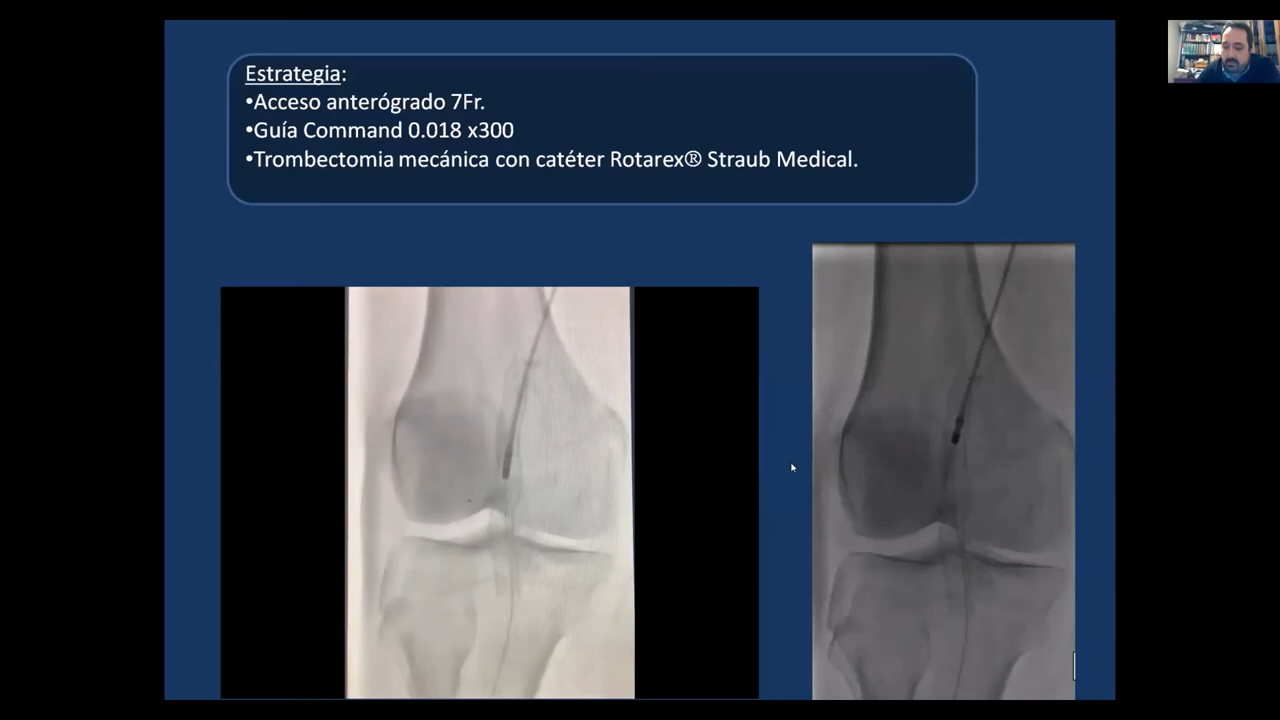 Estrategia:
•Acceso anterógrado 7Fr.
•Guía Command 0.018 x300
•Trombectomia mecánica con catéter Rotarex® Straub Medical.